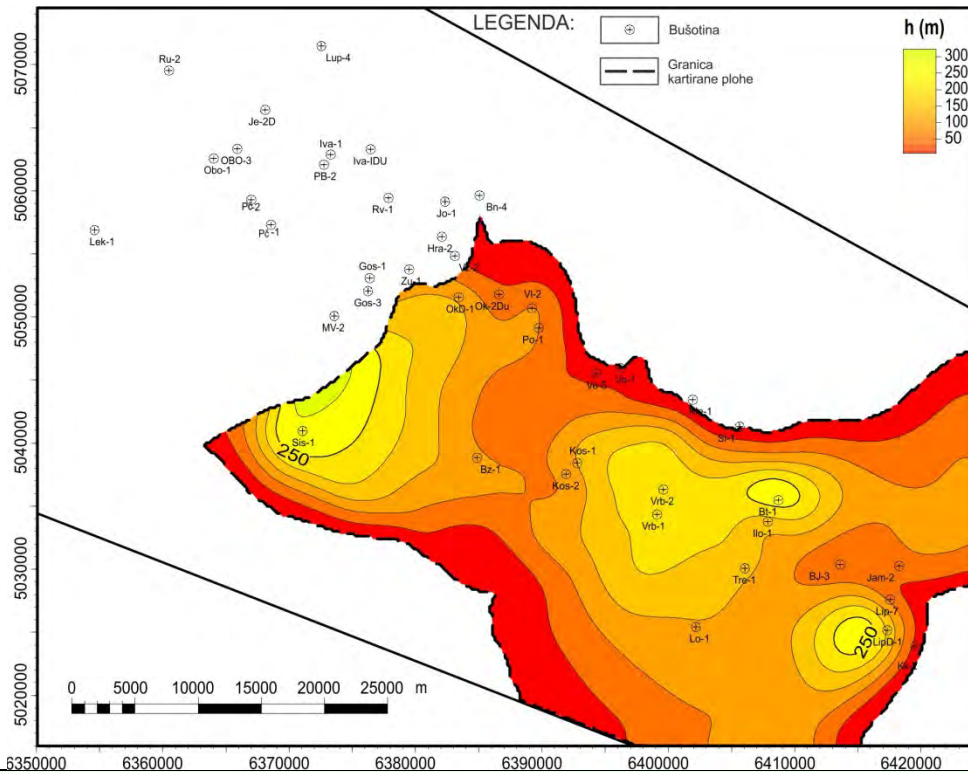 LEGENDA:
Bušotina
Granica
kartirane plohe
h (m)
300
250
200
150
100
50
5070000
5060000
5050000
5040000
5030000
5020000
Ru-2
Lup-4
Je-2D
OBO-3
Obo-1
Iva-1
PB-2
Iva-IDU
Pč-2
Pč-1
Rv-1
Jo-1
Bn-4
Lek-1
Hra-2
Gos-1
Zu-1
Gos-3
MV-2
OkD-1
Ok-2Du
Vl-2
Po-1
Sis-1
250
Bz-1
Kos-1
Kos-2
Vrb-2
Vrb-1
Bt-1
Ilo-1
Tre-1
BJ-3
Jam-2
Lip-7
LipD-1
250
Lo-1
0 5000 10000 15000 20000 25000 m
6350000 6360000 6370000 6380000 6390000 6400000 6410000 6420000